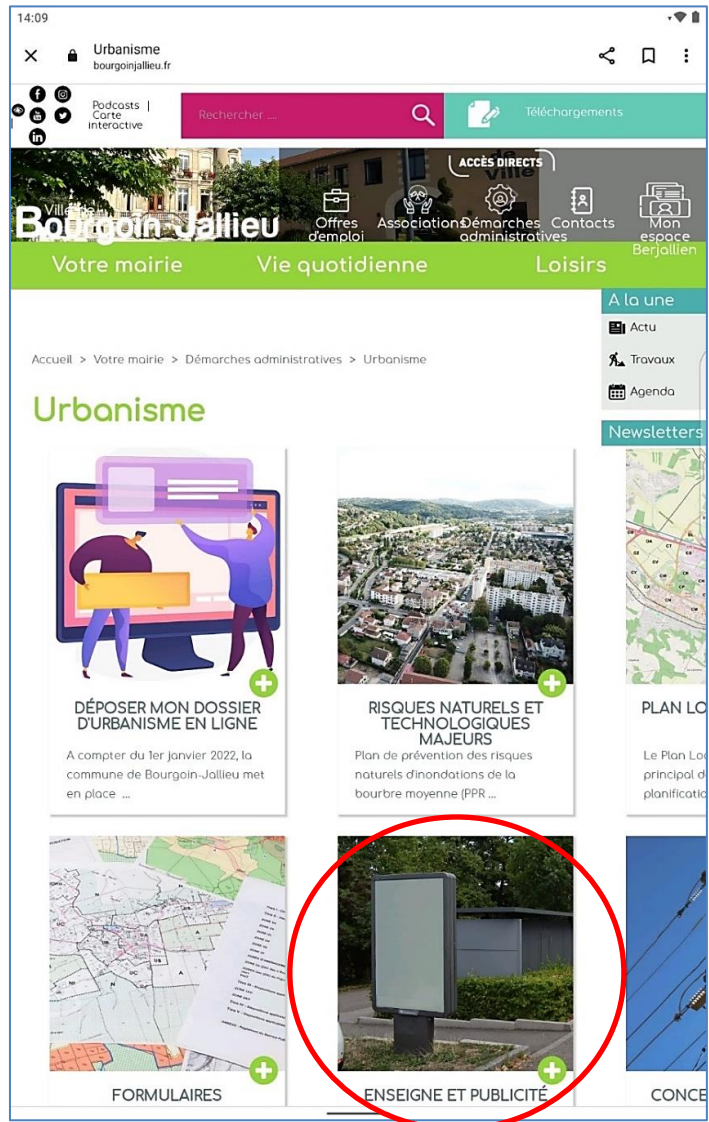 14:09
Urbanisme
bourgoinjallieu.fr
Podcasts |
Carte
interactive
Rechercher ....
Téléchargements
ACCÈS DIRECTS
Ville de
Bourgoin-Jallieu
Offres
d'emploi
Associations
Démarches
administratives
Contacts
Mon
espace
Berjallien
Votre mairie
Vie quotidienne
Loisirs
A la une
Actu
Travaux
Agenda
Newsletters
Accueil > Votre mairie > Démarches administratives > Urbanisme
Urbanisme
DÉPOSER MON DOSSIER
D'URBANISME EN LIGNE
A compter du 1er janvier 2022, la
commune de Bourgoin-Jallieu met
en place ...
RISQUES NATURELS ET
TECHNOLOGIQUES
MAJEURS
Plan de prévention des risques
naturels d'inondations de la
bourbre moyenne (PPR ...
PLAN LO
Le Plan Loc
principal d
planificatio
FORMULAIRES
ENSEIGNE ET PUBLICITÉ
CONCE